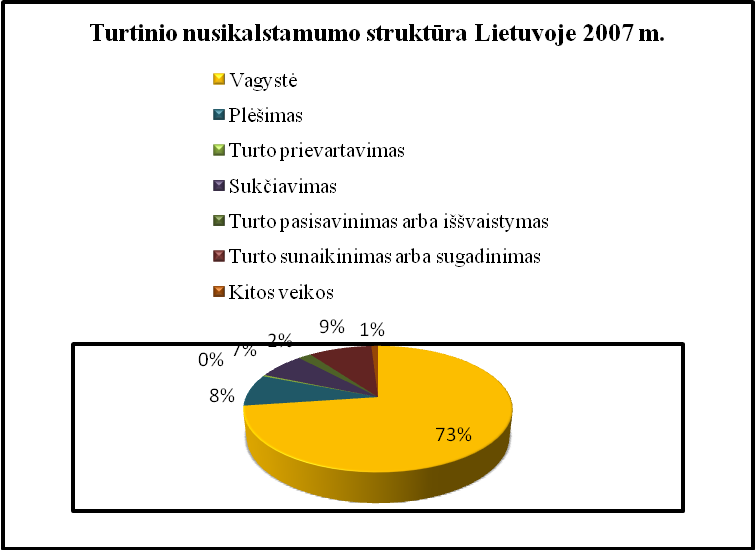 Turtinio nusikalstamumo struktūra Lietuvoje 2007 m.
Vagystė
Plėšimas
Turto prievartavimas
Sukčiavimas
Turto pasisavinimas arba iššvaistymas
Turto sunaikinimas arba sugadinimas
Kitos veikos
9% 1%
2%
7%
0%
8%
73%